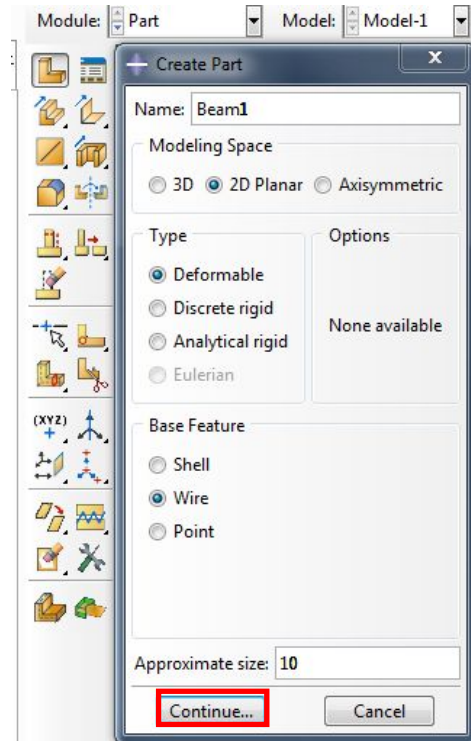 Module: Part Model: Model-1
Create Part X
Name: Beam1
Modeling Space
3D 2D Planar Axisymmetric
Type Options
Deformable
Discrete rigid
None available
Analytical rigid
Eulerian
Base Feature
Shell
Wire
Point
(XYZ)
Approximate size: 10
Continue... Cancel